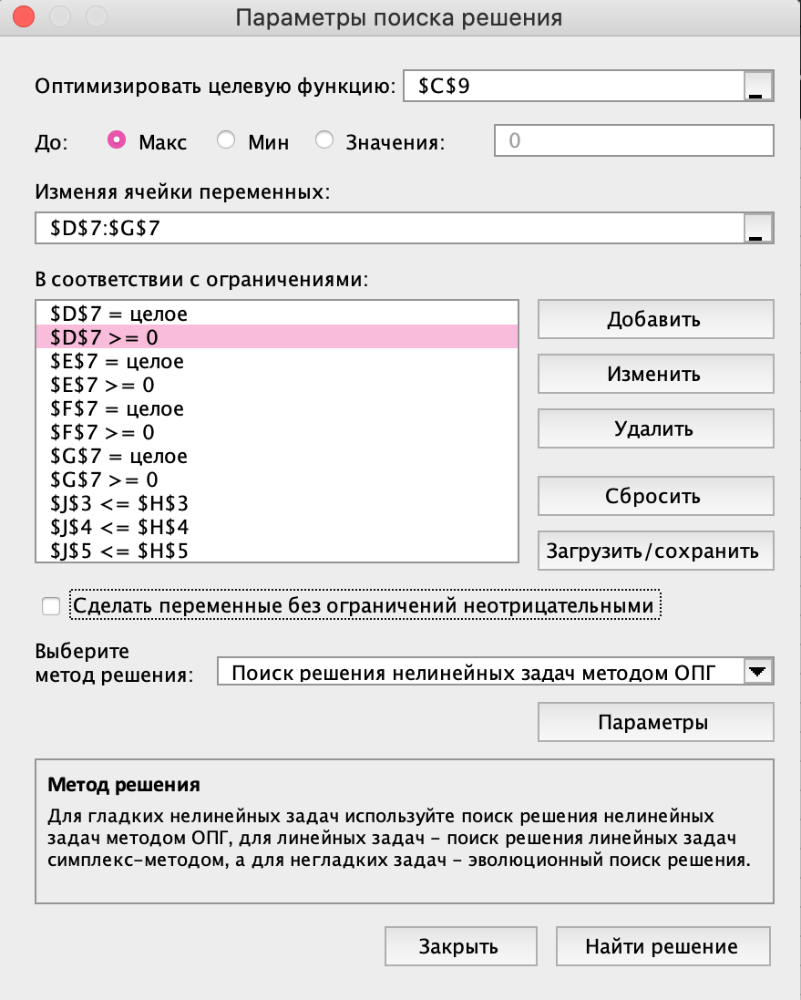 Параметры поиска решения
Оптимизировать целевую функцию: $C$9
До: Макс Мин Значения: 0
Изменяя ячейки переменных:
$D$7:$G$7
В соответствии с ограничениями:
$D$7 = целое
$D$7 >= 0
$E$7 = целое
$E$7 >= 0
$F$7 = целое
$F$7 >= 0
$G$7 = целое
$G$7 >= 0
$J$3 <= $H$3
$J$4 <= $H$4
$J$5 <= $H$5
Добавить
Изменить
Удалить
Сбросить
Загрузить/сохранить
Сделать переменные без ограничений неотрицательными
Выберите
метод решения: Поиск решения нелинейных задач методом ОПГ
Параметры
Метод решения
Для гладких нелинейных задач используйте поиск решения нелинейных
задач методом ОПГ, для линейных задач – поиск решения линейных задач
симплекс-методом, а для негладких задач – эволюционный поиск решения.
Закрыть Найти решение